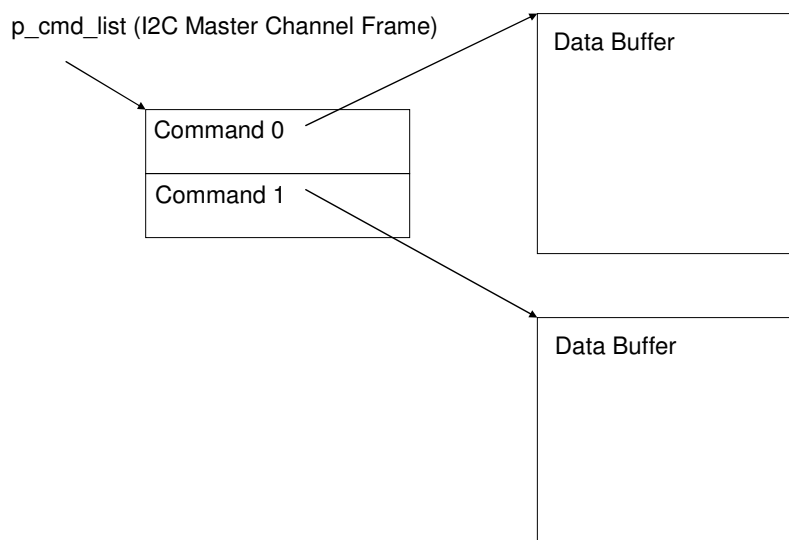 p_cmd_list (I2C Master Channel Frame)
Data Buffer
Command 0
Command 1
Data Buffer